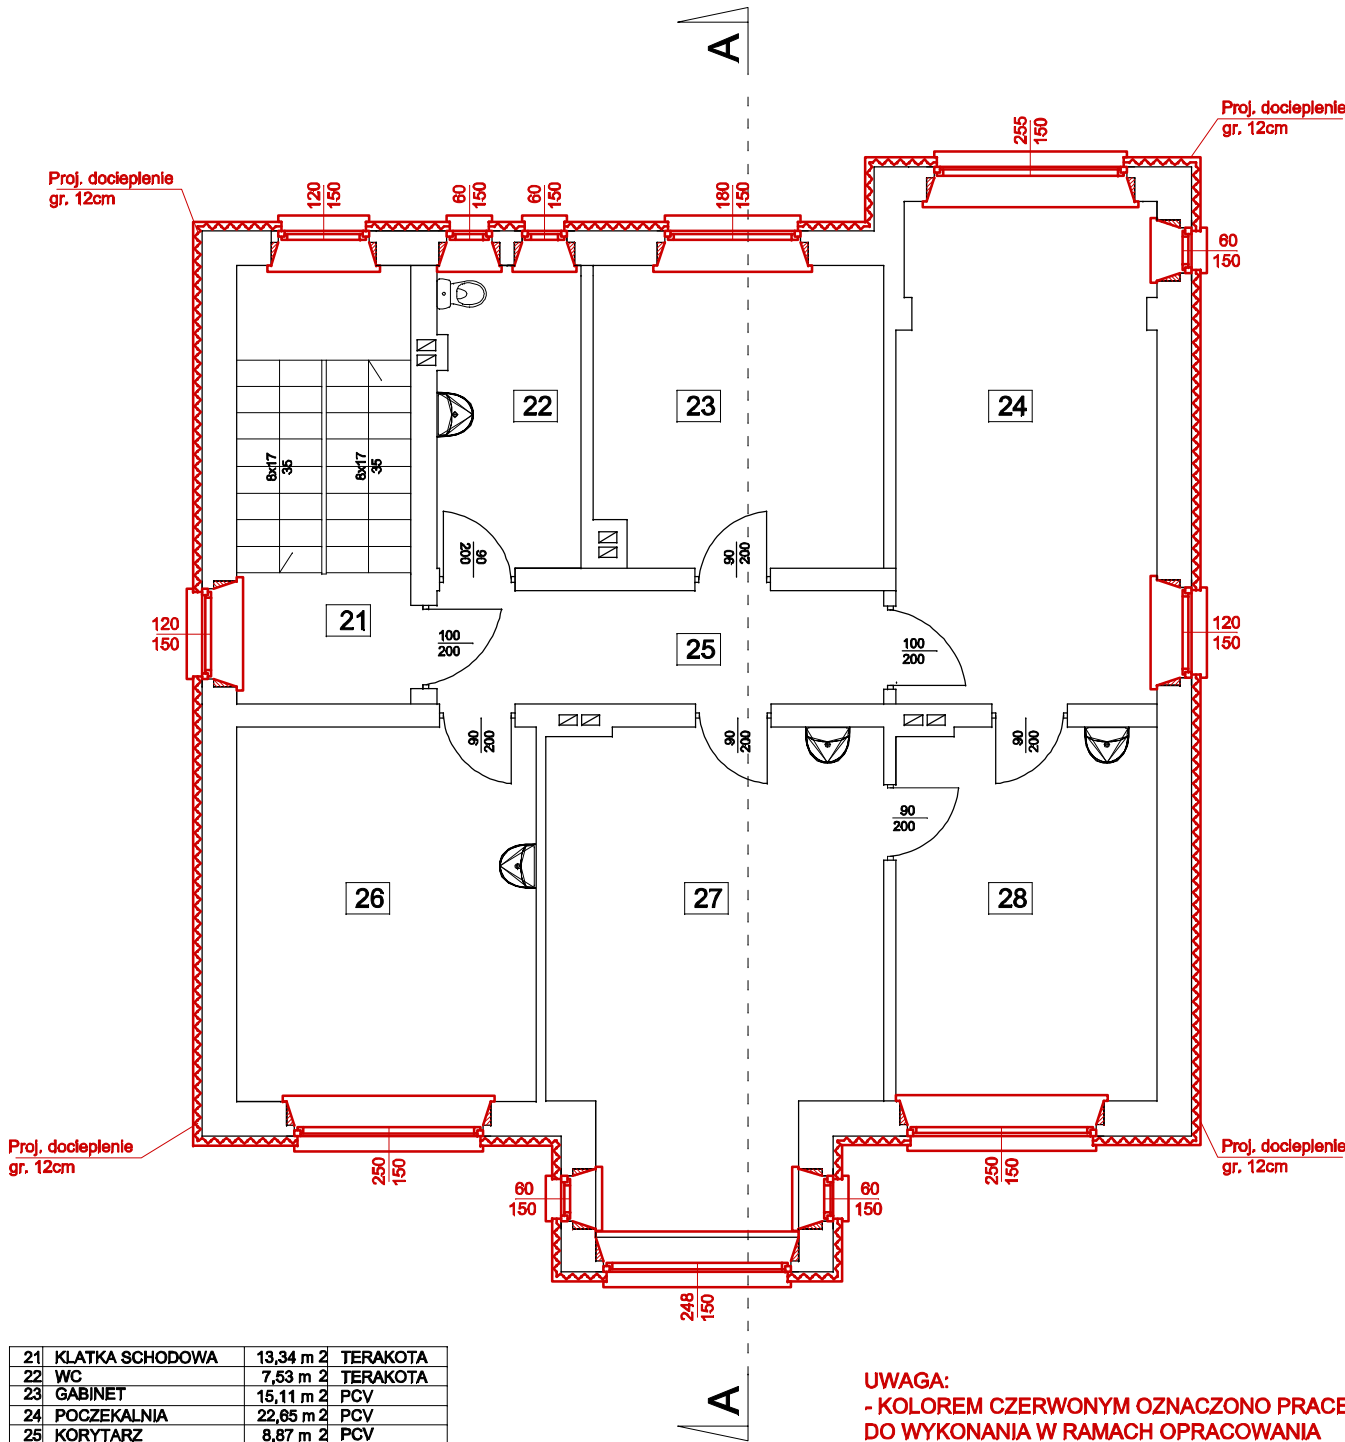 A
Proj. docieplenie
gr. 12cm
255
150
Proj. docieplenie
gr. 12cm
120
150
60
150
60
150
180
150
60
150
22
23
24
8x17
35
8x17
35
90
200
90
200
21
120
150
100
200
25
100
200
120
150
90
200
90
200
90
200
90
200
26
27
28
Proj. docieplenie
gr. 12cm
250
150
60
150
60
150
250
150
Proj. docieplenie
gr. 12cm
248
150
21 KLATKA SCHODOWA 13,34 m 2 TERAKOTA
22 WC 7,53 m 2 TERAKOTA
23 GABINET 15,11 m 2 PCV
24 POCZEKALNIA 22,65 m 2 PCV
25 KORYTARZ 8,87 m 2 PCV
A
UWAGA:
- KOLOREM CZERWONYM OZNACZONO PRACE
DO WYKONANIA W RAMACH OPRACOWANIA